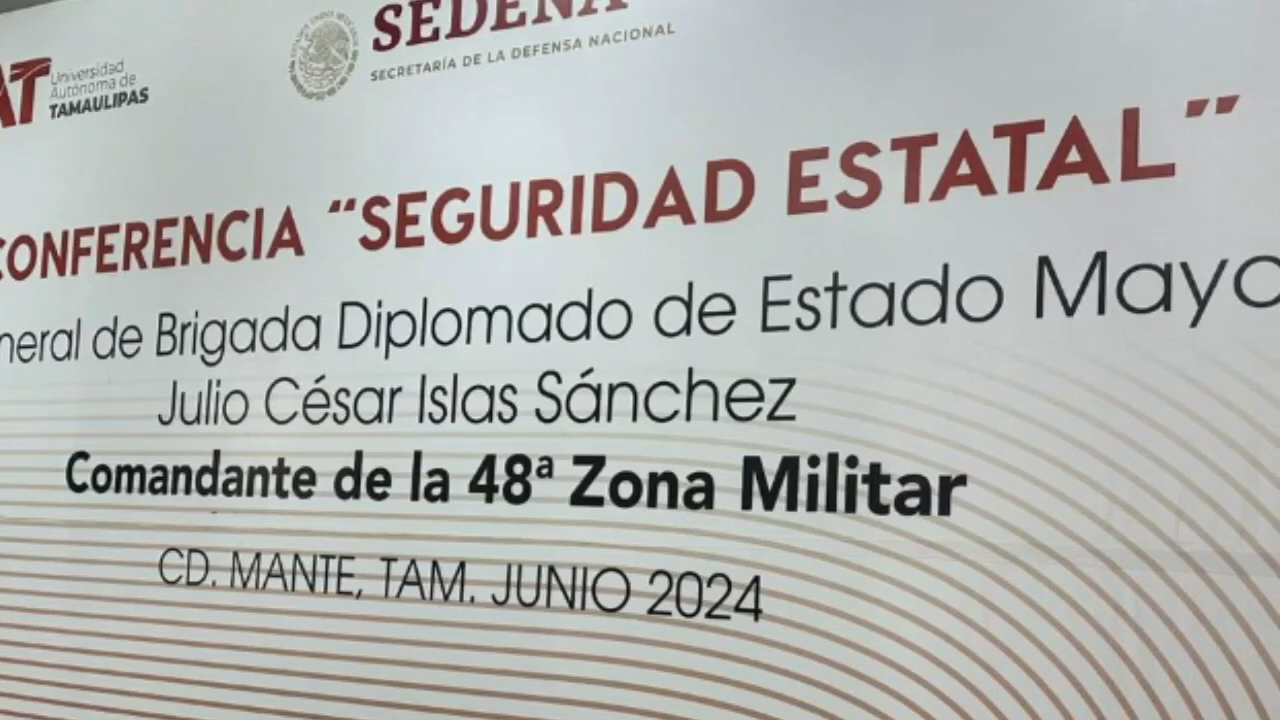 SEDENA
SECRETARÍA DE LA DEFENSA NACIONAL
AT
Universidad
Autónoma de
TAMAULIPAS
CONFERENCIA “SEGURIDAD ESTATAL”
neral de Brigada Diplomado de Estado Mayo
Julio César Islas Sánchez
Comandante de la 48ª Zona Militar
CD. MANTE, TAM. JUNIO 2024